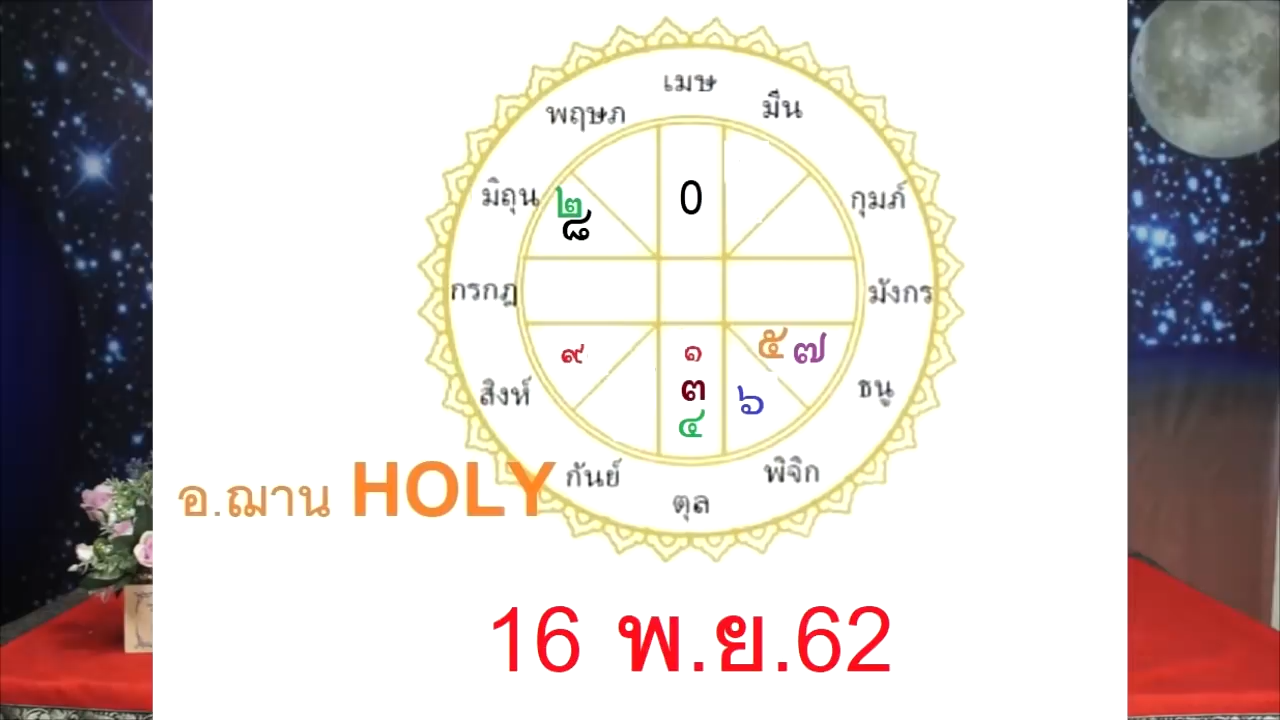 เมษ
พฤษภ
มีน
มิถุน
๒
๘
0
กุมภ์
กรกฎ
มังกร
๙
๑
๓
๔
๕
๗
๖
สิงห์
ธนู
กันย์
ตุล
พิจิก
อ.ฌาน HOLY
16 พ.ย.62